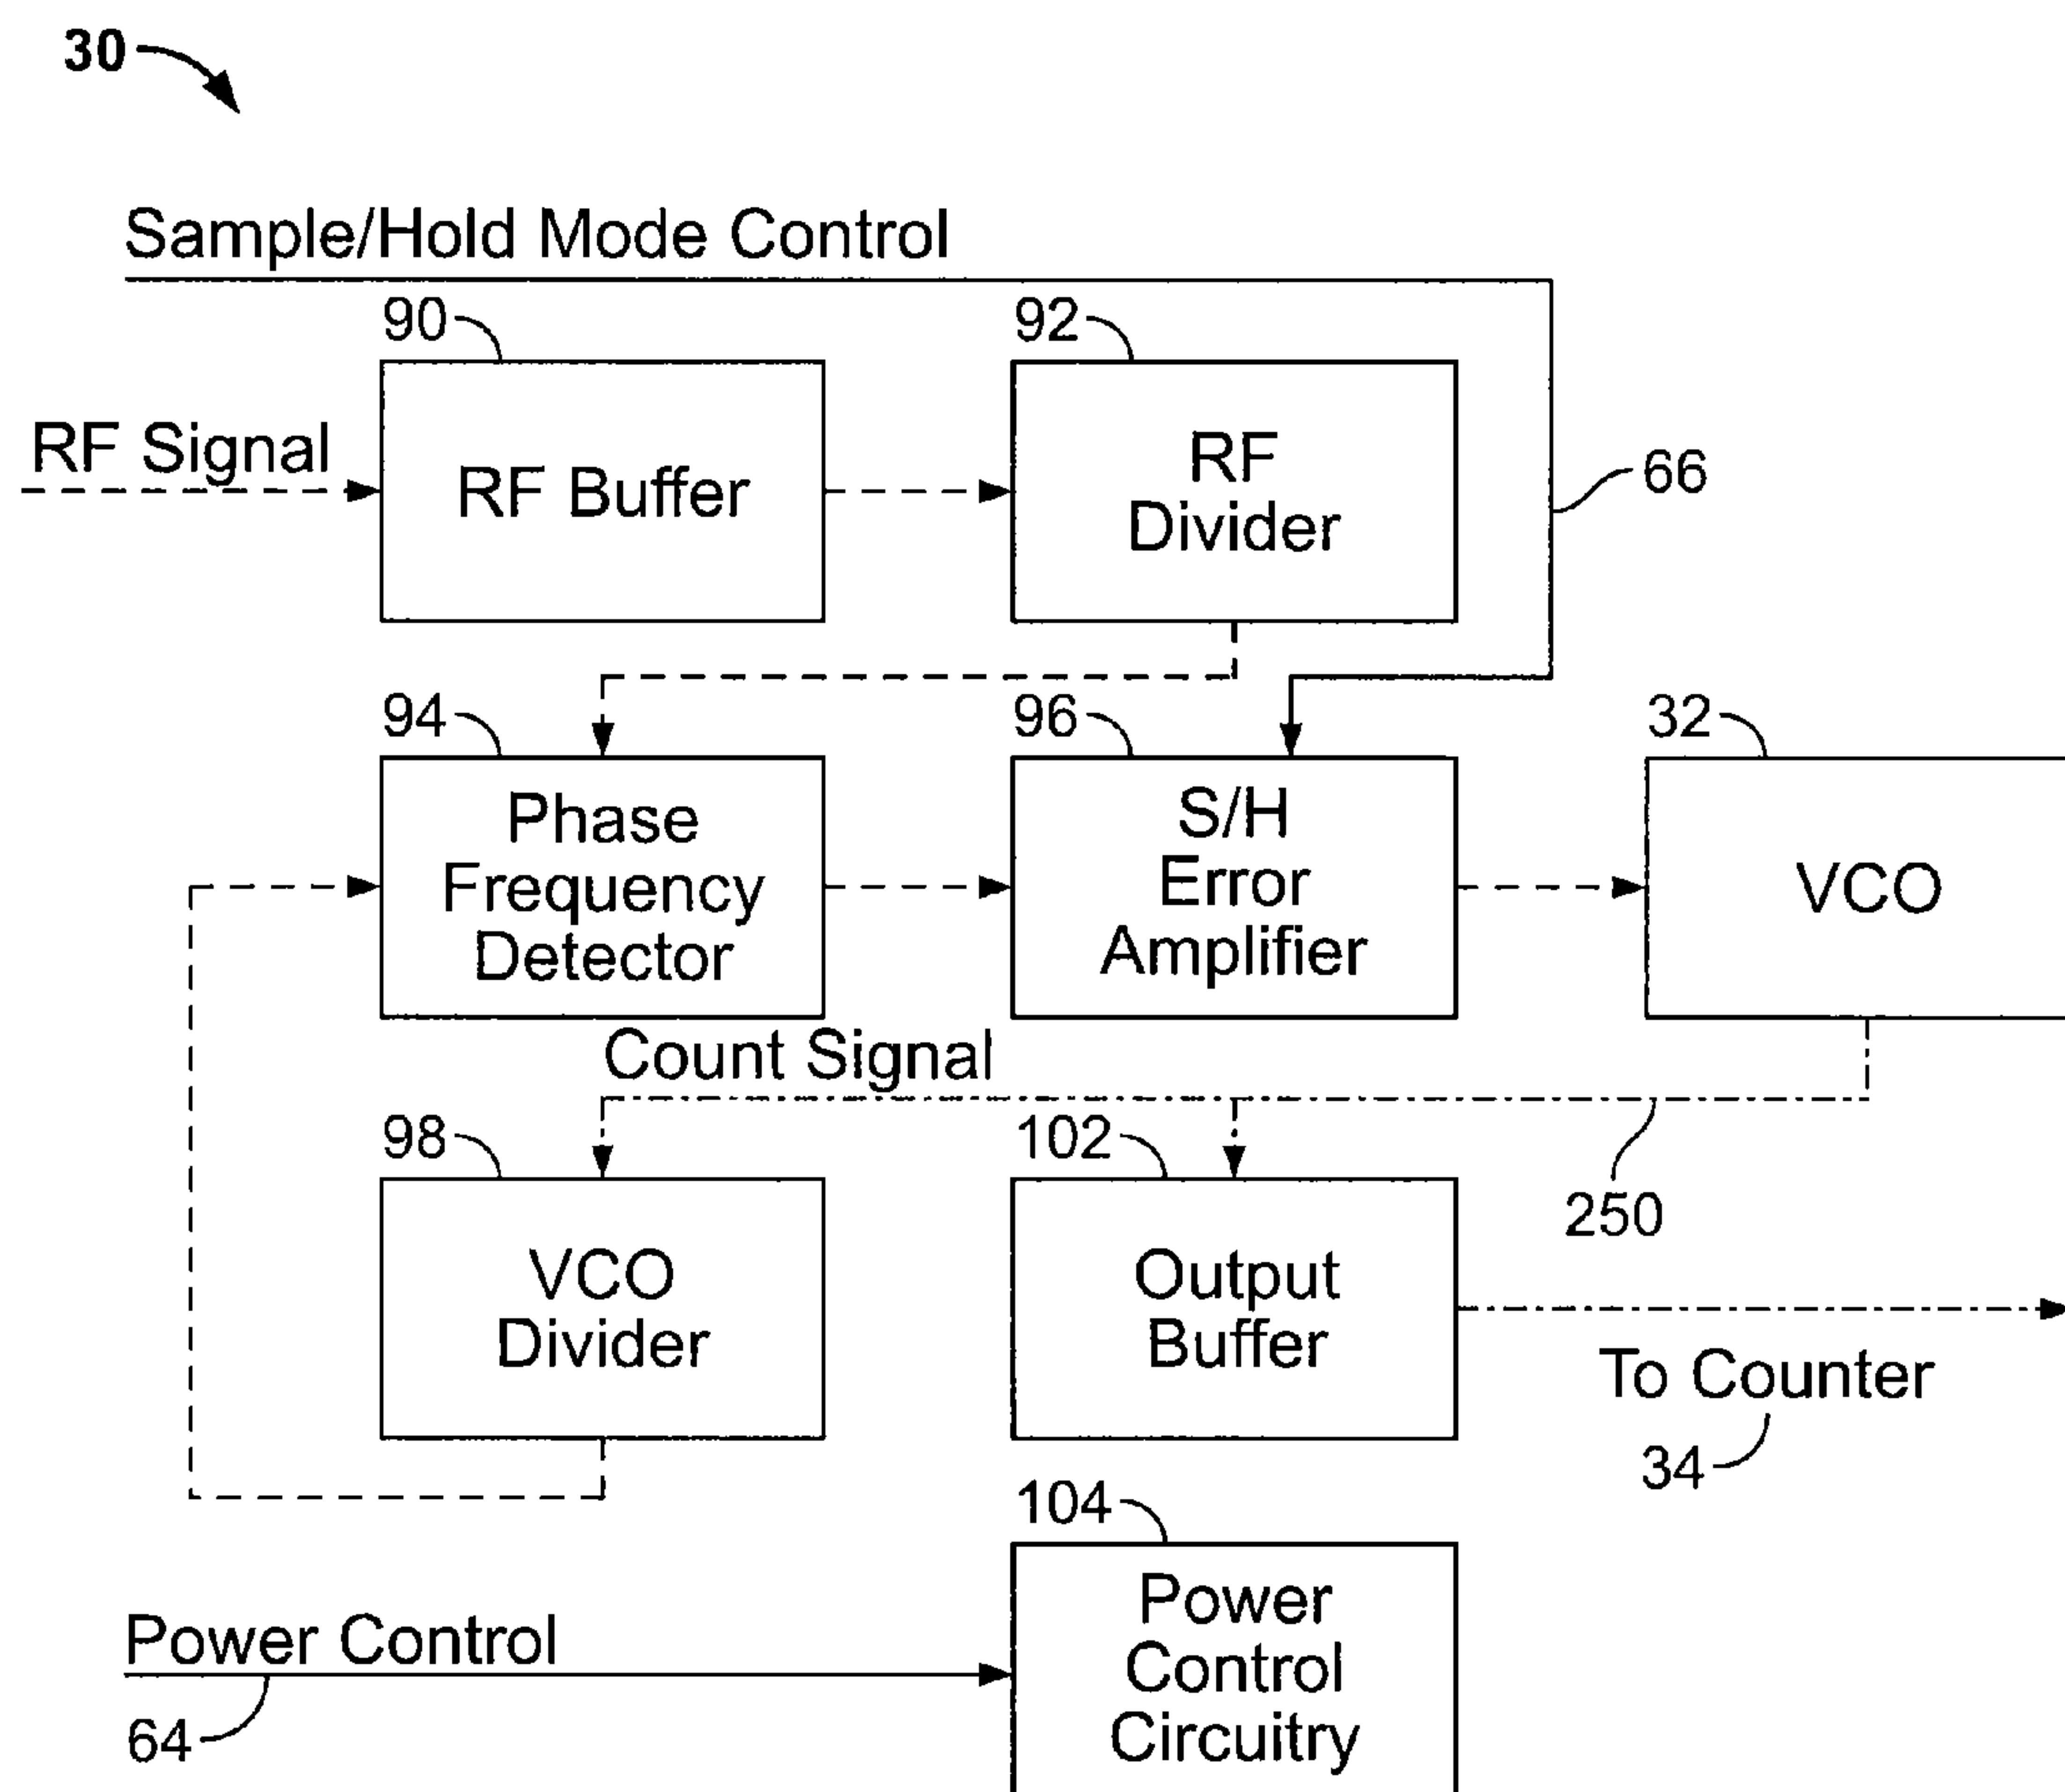 30
Sample/Hold Mode Control
90
92
RF Signal
RF Buffer
RF
Divider
66
94
96
32
Phase
Frequency
Detector
S/H
Error
Amplifier
VCO
Count Signal
98
102
250
VCO
Divider
Output
Buffer
To Counter
34
104
Power Control
64
Power
Control
Circuitry